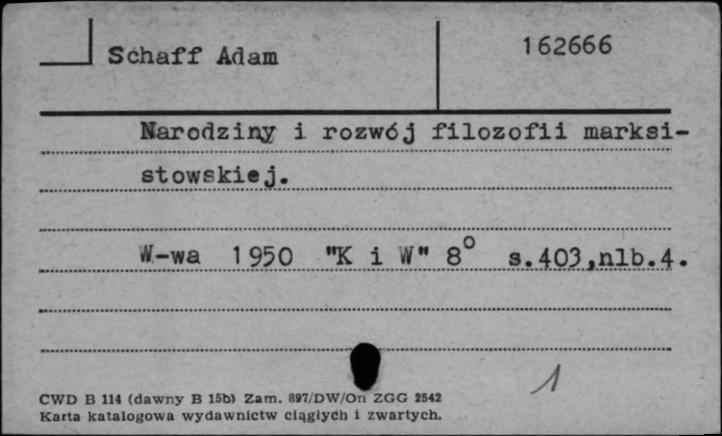 Schaff Adam
162666
Narodziny i rozwój filozofii marksi-
stowskiej.
W-wa 1950 "K i W" 8° s.403,nlb.4.
1
CWD B 114 (dawny B 15b) Zam. 897/DW/On ZGG 2542
Karta katalogowa wydawnictw ciągłych i zwartych.